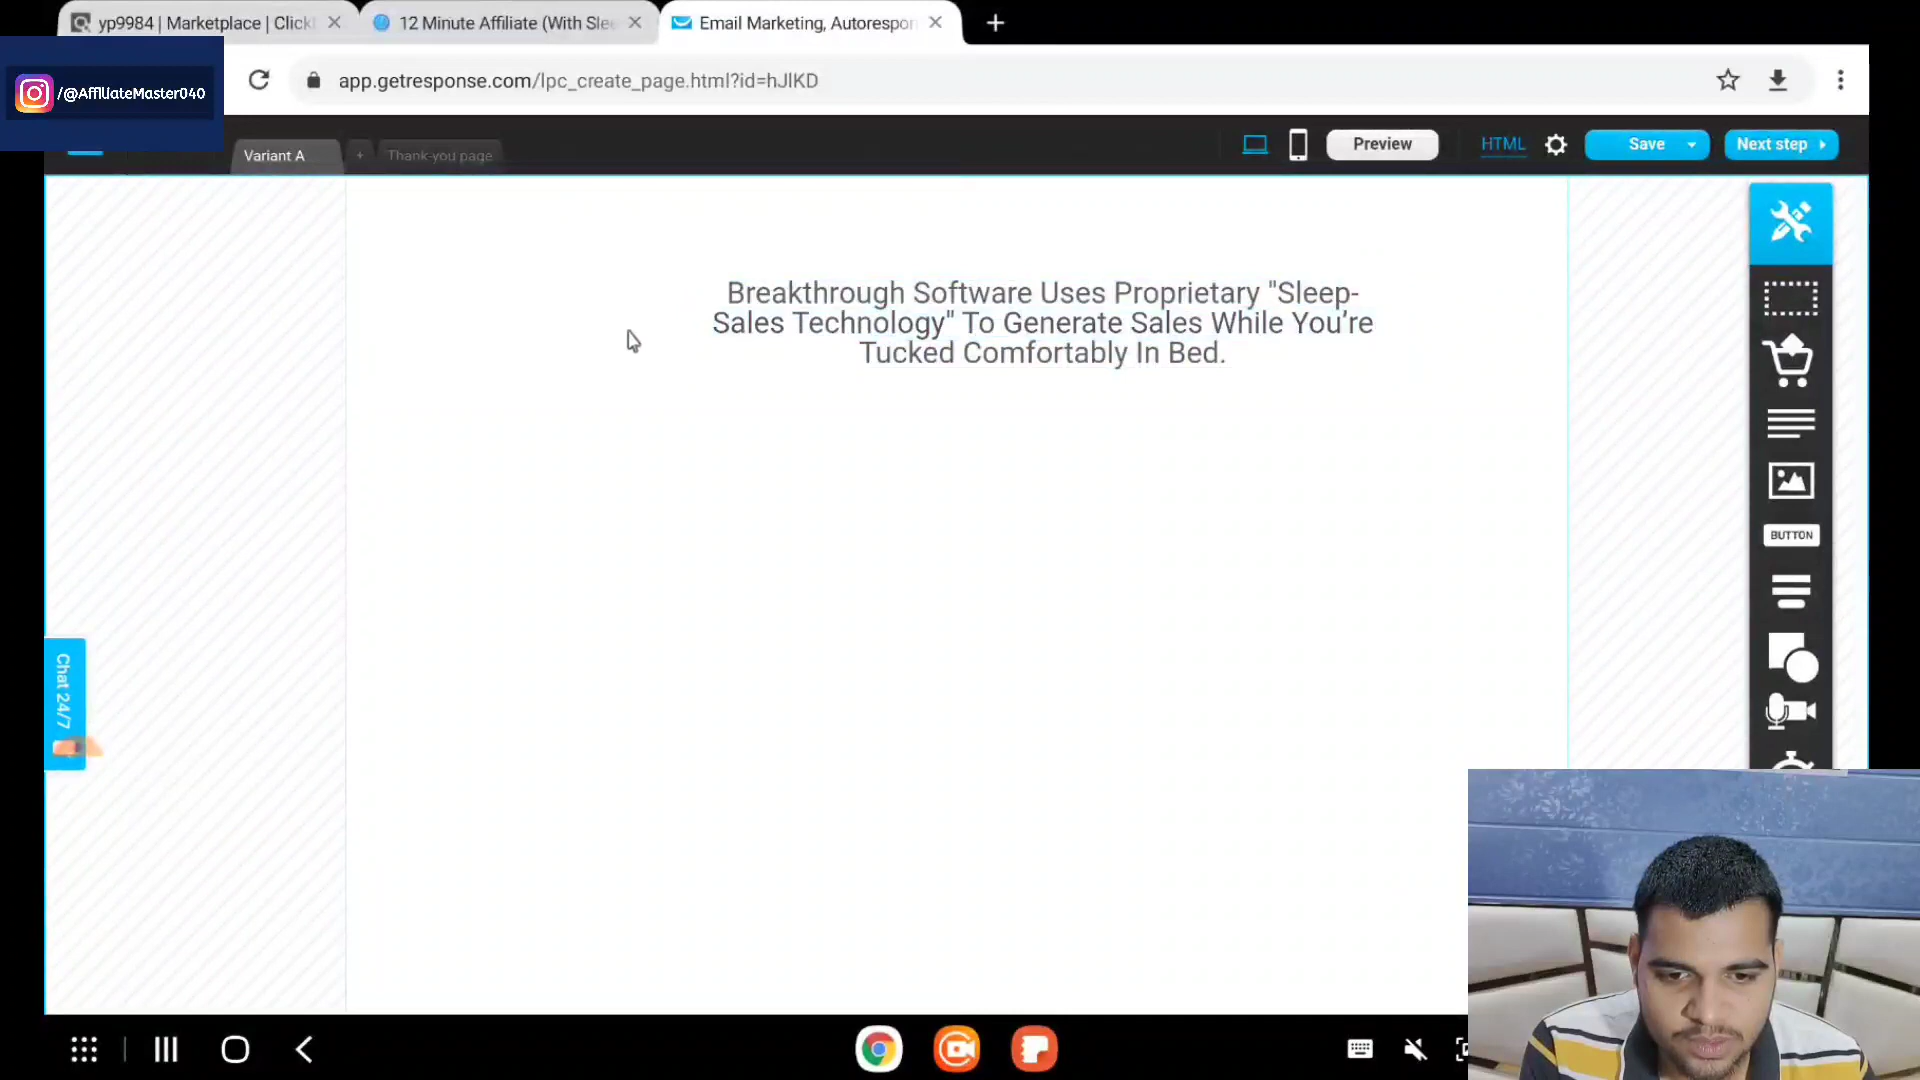 yp9984 | Marketplace | Click
12 Minute Affiliate (With Slee
Email Marketing, Autorespon
/@AffiliateMaster040
app.getresponse.com/lpc_create_page.html?id=hJlKD
Variant A
+
Thank-you page
Preview
HTML
Save
Next step
Breakthrough Software Uses Proprietary "Sleep-
Sales Technology" To Generate Sales While You're
Tucked Comfortably In Bed.
BUTTON
Chat 24/7